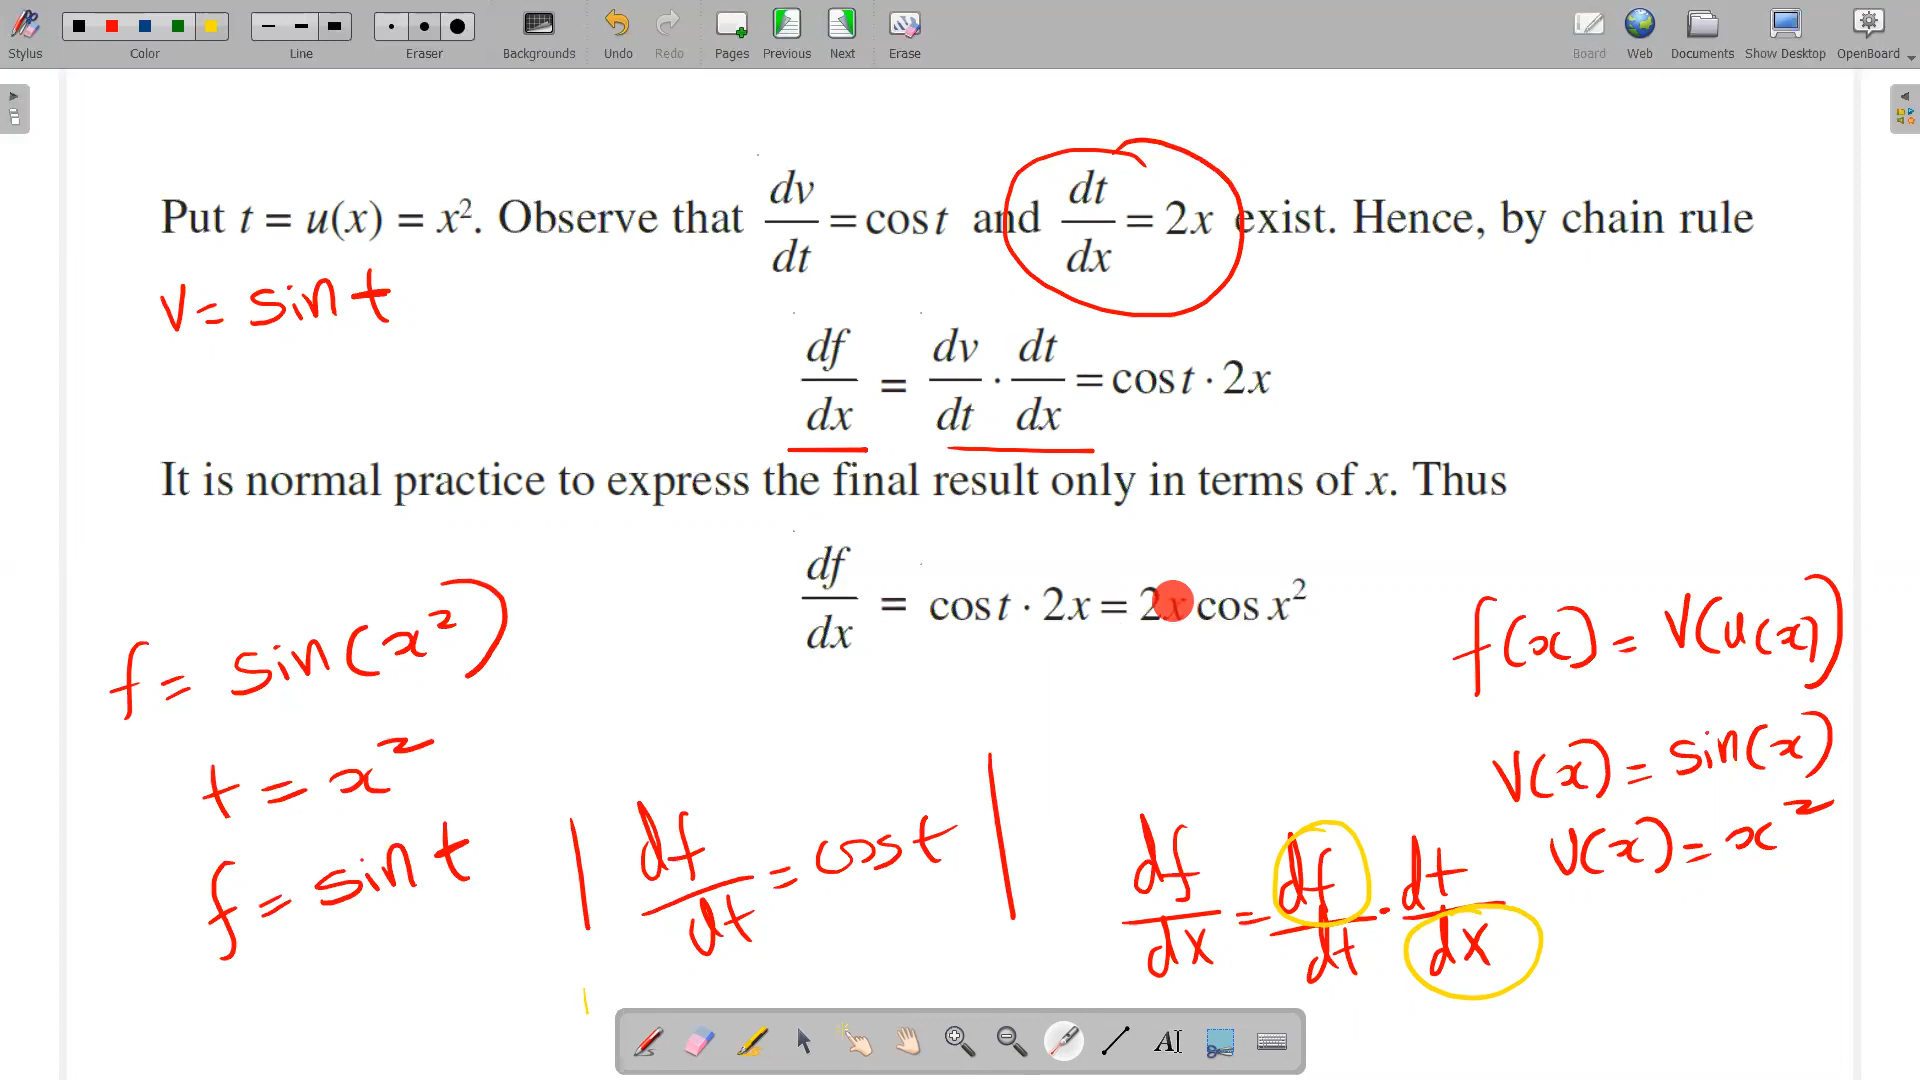 Stylus Color Line Eraser Backgrounds Undo Redo Pages Previous Next Erase Board Web Documents Show Desktop OpenBoard
Put t = u(x) = x². Observe that dv/dt = cos t and dt/dx = 2x exist. Hence, by chain rule
v = sin t
df/dx = dv/dt · dt/dx = cos t · 2x
It is normal practice to express the final result only in terms of x. Thus
df/dx = cos t · 2x = 2x cos x²
f = sin(x²)
t = x²
f = sin t
df/dt = cos t
df/dx = df/dt · dt/dx
f(x) = v(u(x))
v(x) = sin(x)
v(x) = x²
AI